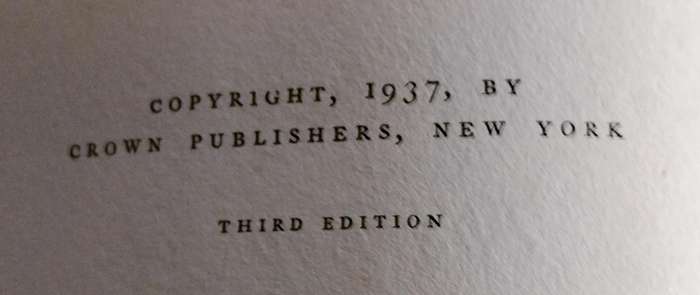 COPYRIGHT, 1937, BY
CROWN PUBLISHERS, NEW YORK
THIRD EDITION